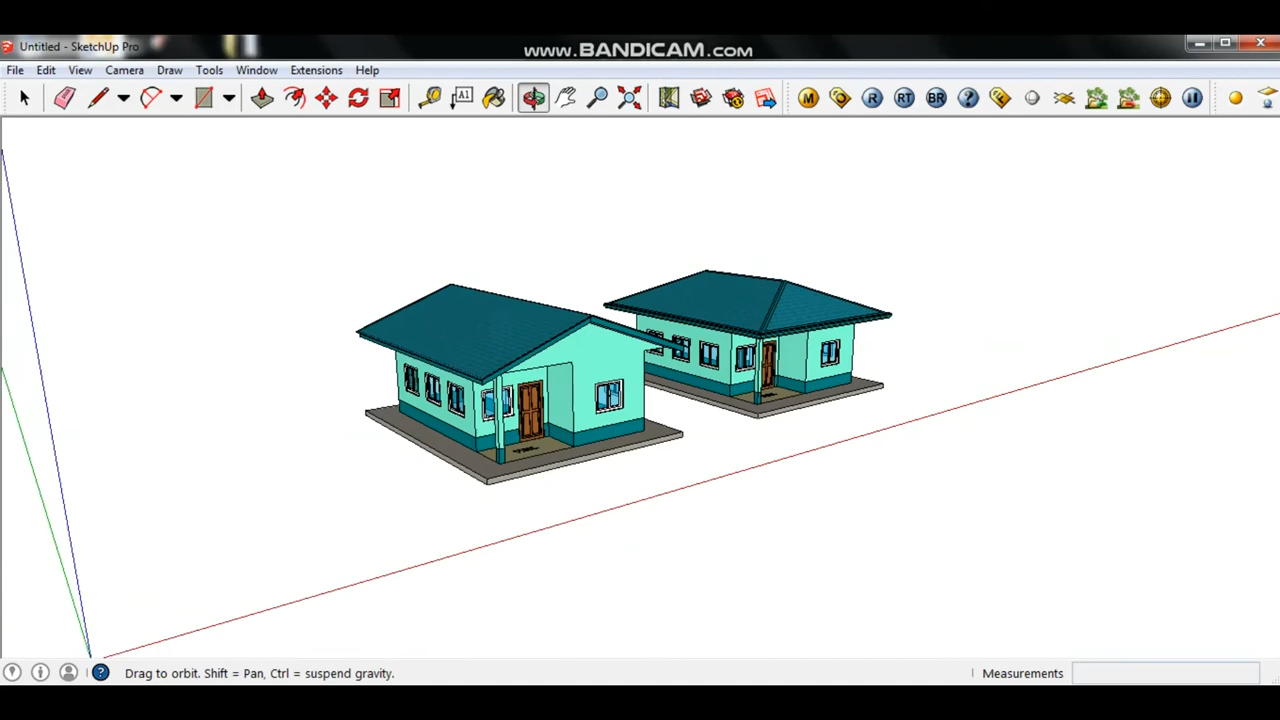 Untitled - SketchUp Pro
www.BANDICAM.com
File Edit View Camera Draw Tools Window Extensions Help
A1 M O R RT BR ?
Drag to orbit. Shift = Pan, Ctrl = suspend gravity.
Measurements